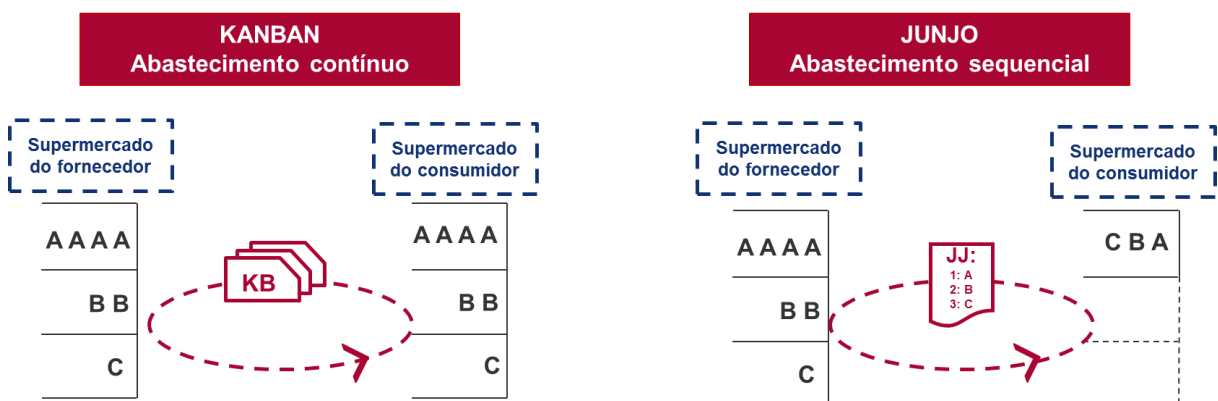 KANBAN
Abastecimento contínuo
JUNJO
Abastecimento sequencial
Supermercado
do fornecedor
Supermercado
do consumidor
Supermercado
do fornecedor
Supermercado
do consumidor
A A A A
B B
C
KB
A A A A
B B
C
A A A A
B B
C
JJ:
1: A
2: B
3: C
C B A